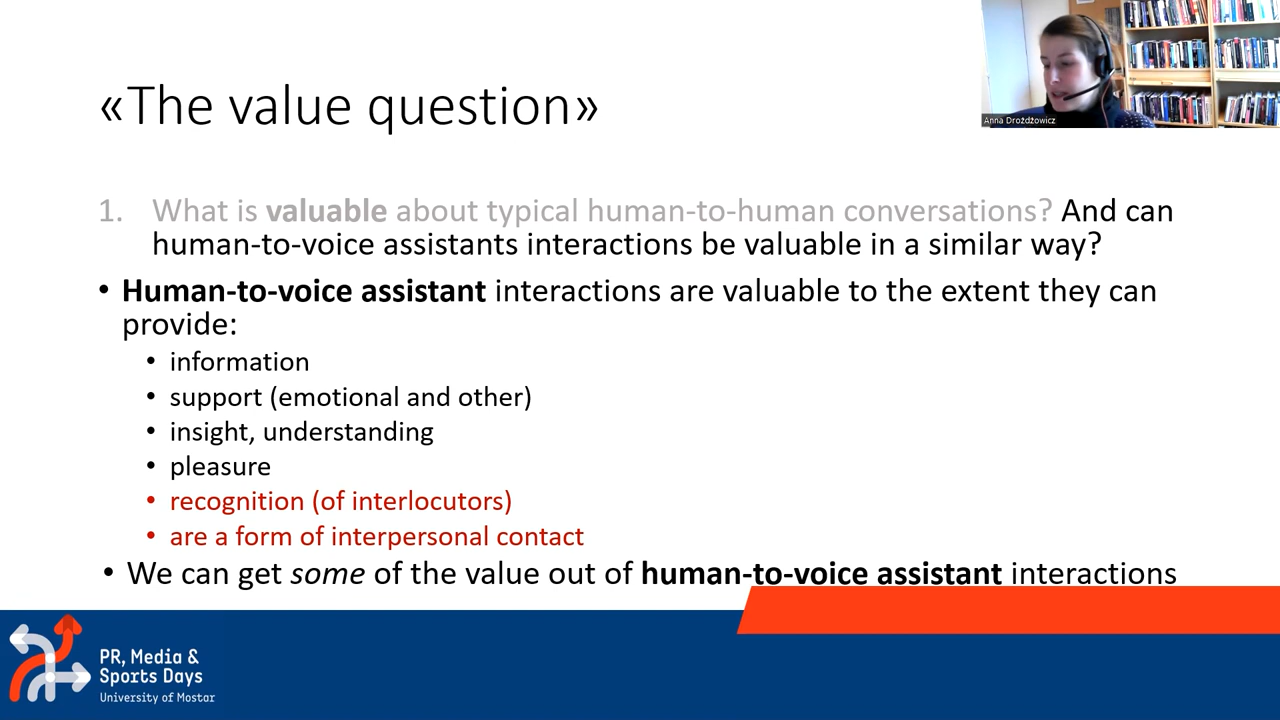 «The value question»
Anna Drożdżowicz
1. What is valuable about typical human-to-human conversations? And can
human-to-voice assistants interactions be valuable in a similar way?
• Human-to-voice assistant interactions are valuable to the extent they can
provide:
• information
• support (emotional and other)
• insight, understanding
• pleasure
• recognition (of interlocutors)
• are a form of interpersonal contact
• We can get some of the value out of human-to-voice assistant interactions
PR, Media &
Sports Days
University of Mostar